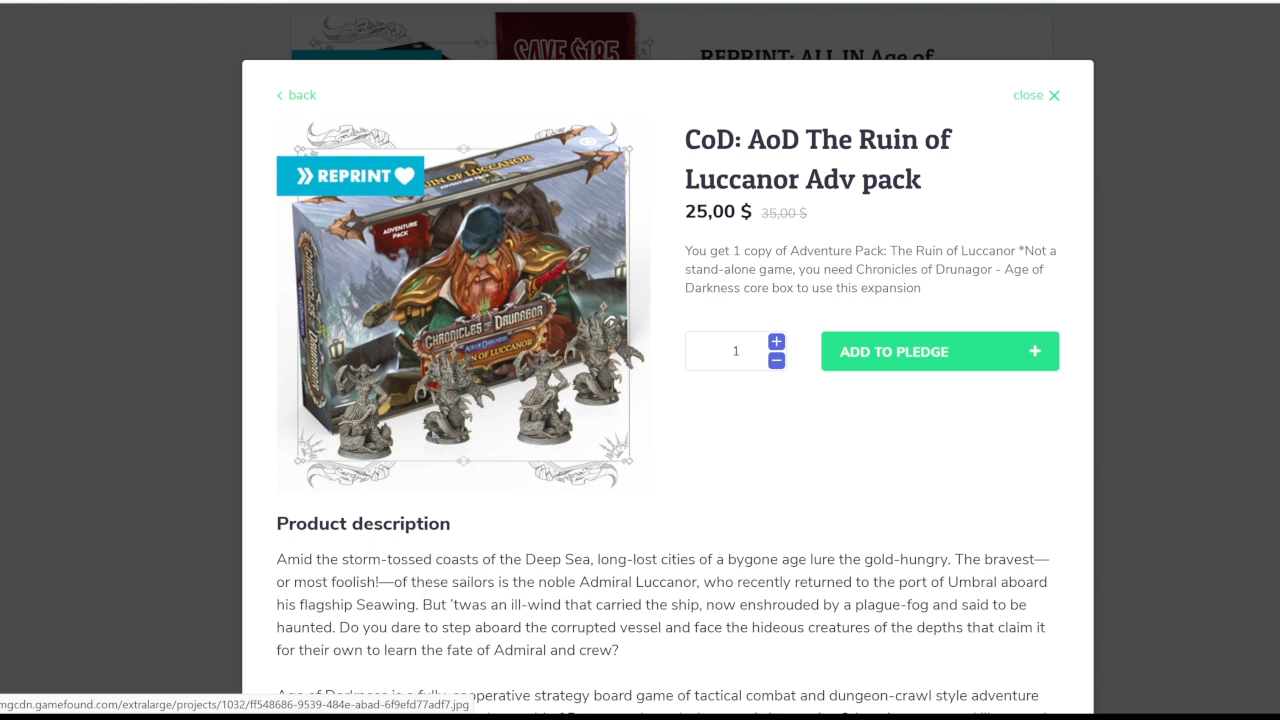 SAVE $185
REPRINT: ALL IN Age of
back
close
REPRINT
RUIN OF LUCCANOR
ADVENTURE PACK
ADVENTURE
PACK
CHRONICLES OF DRUNAGOR
AGE OF DARKNESS
RUIN OF LUCCANOR
CoD: AoD The Ruin of
Luccanor Adv pack
25,00 $ 35,00 $
You get 1 copy of Adventure Pack: The Ruin of Luccanor *Not a
stand-alone game, you need Chronicles of Drunagor - Age of
Darkness core box to use this expansion
1
ADD TO PLEDGE
Product description
Amid the storm-tossed coasts of the Deep Sea, long-lost cities of a bygone age lure the gold-hungry. The bravest—
or most foolish!—of these sailors is the noble Admiral Luccanor, who recently returned to the port of Umbral aboard
his flagship Seawing. But 'twas an ill-wind that carried the ship, now enshrouded by a plague-fog and said to be
haunted. Do you dare to step aboard the corrupted vessel and face the hideous creatures of the depths that claim it
for their own to learn the fate of Admiral and crew?
Age of Darkness is a fully cooperative strategy board game of tactical combat and dungeon-crawl style adventure
mgcdn.gamefound.com/extralarge/projects/1032/ff548686-9539-484e-abad-6f9efd77adf7.jpg